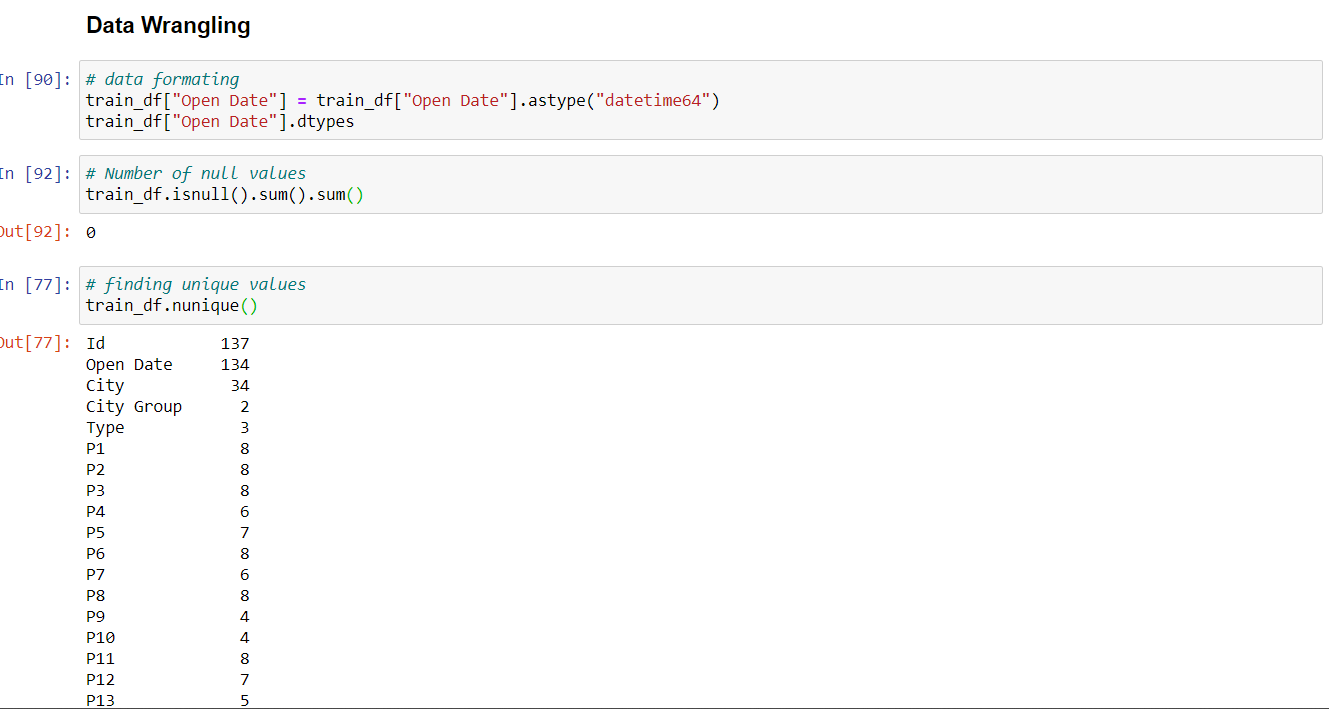 Data Wrangling
In [90]: # data formating
train_df["Open Date"] = train_df["Open Date"].astype("datetime64")
train_df["Open Date"].dtypes
In [92]: # Number of null values
train_df.isnull().sum().sum()
Out[92]: 0
In [77]: # finding unique values
train_df.nunique()
Out[77]: Id 137
Open Date 134
City 34
City Group 2
Type 3
P1 8
P2 8
P3 8
P4 6
P5 7
P6 8
P7 6
P8 8
P9 4
P10 4
P11 8
P12 7
P13 5